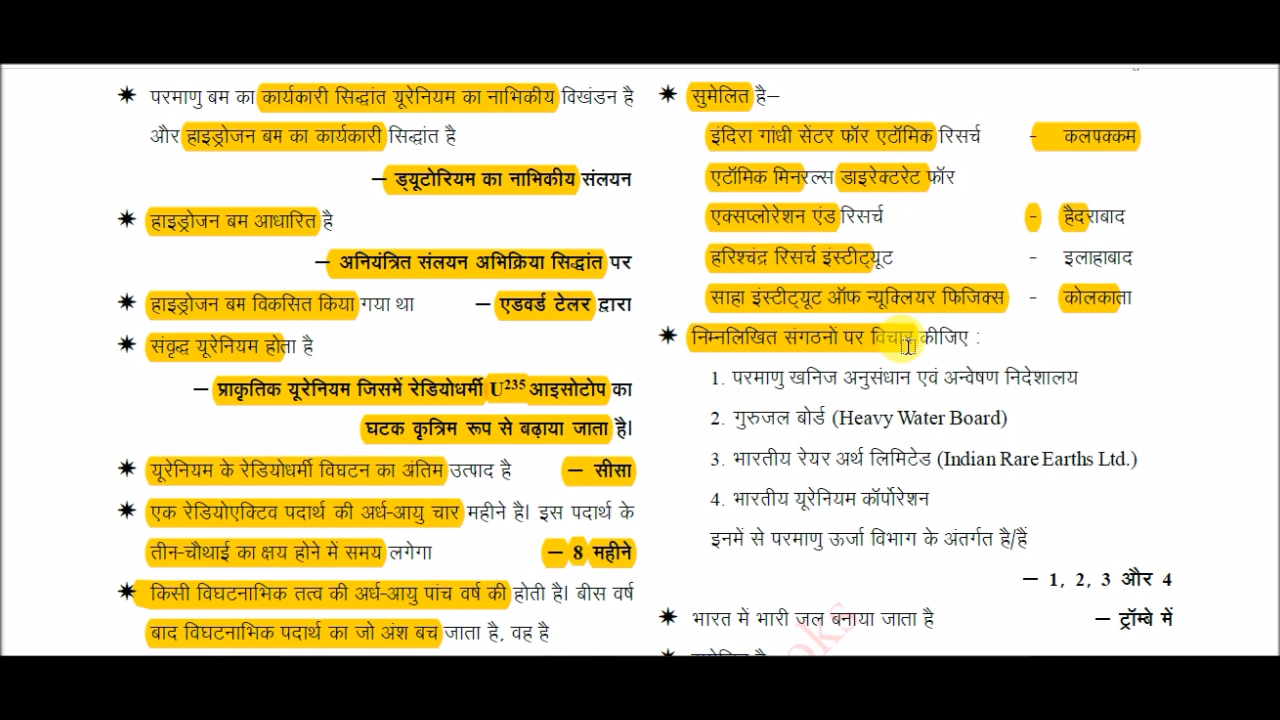 ✷ परमाणु बम का कार्यकारी सिद्धांत यूरेनियम का नाभिकीय विखंडन है
और हाइड्रोजन बम का कार्यकारी सिद्धांत है
– ड्यूटोरियम का नाभिकीय संलयन
✷ हाइड्रोजन बम आधारित है
– अनियंत्रित संलयन अभिक्रिया सिद्धांत पर
✷ हाइड्रोजन बम विकसित किया गया था – एडवर्ड टेलर द्वारा
✷ संवृद्ध यूरेनियम होता है
– प्राकृतिक यूरेनियम जिसमें रेडियोधर्मी U²³⁵ आइसोटोप का
घटक कृत्रिम रूप से बढ़ाया जाता है।
✷ यूरेनियम के रेडियोधर्मी विघटन का अंतिम उत्पाद है – सीसा
✷ एक रेडियोएक्टिव पदार्थ की अर्ध-आयु चार महीने है। इस पदार्थ के
तीन-चौथाई का क्षय होने में समय लगेगा – 8 महीने
✷ किसी विघटनाभिक तत्व की अर्ध-आयु पांच वर्ष की होती है। बीस वर्ष
बाद विघटनाभिक पदार्थ का जो अंश बच जाता है, वह है
✷ सुमेलित है–
इंदिरा गांधी सेंटर फॉर एटॉमिक रिसर्च - कलपक्कम
एटॉमिक मिनरल्स डाइरेक्टरेट फॉर
एक्सप्लोरेशन एंड रिसर्च - हैदराबाद
हरिश्चंद्र रिसर्च इंस्टीट्यूट - इलाहाबाद
साहा इंस्टीट्यूट ऑफ न्यूक्लियर फिजिक्स - कोलकाता
✷ निम्नलिखित संगठनों पर विचार कीजिए :
1. परमाणु खनिज अनुसंधान एवं अन्वेषण निदेशालय
2. गुरुजल बोर्ड (Heavy Water Board)
3. भारतीय रेयर अर्थ लिमिटेड (Indian Rare Earths Ltd.)
4. भारतीय यूरेनियम कॉर्पोरेशन
इनमें से परमाणु ऊर्जा विभाग के अंतर्गत है/हैं
– 1, 2, 3 और 4
✷ भारत में भारी जल बनाया जाता है – ट्रॉम्बे में